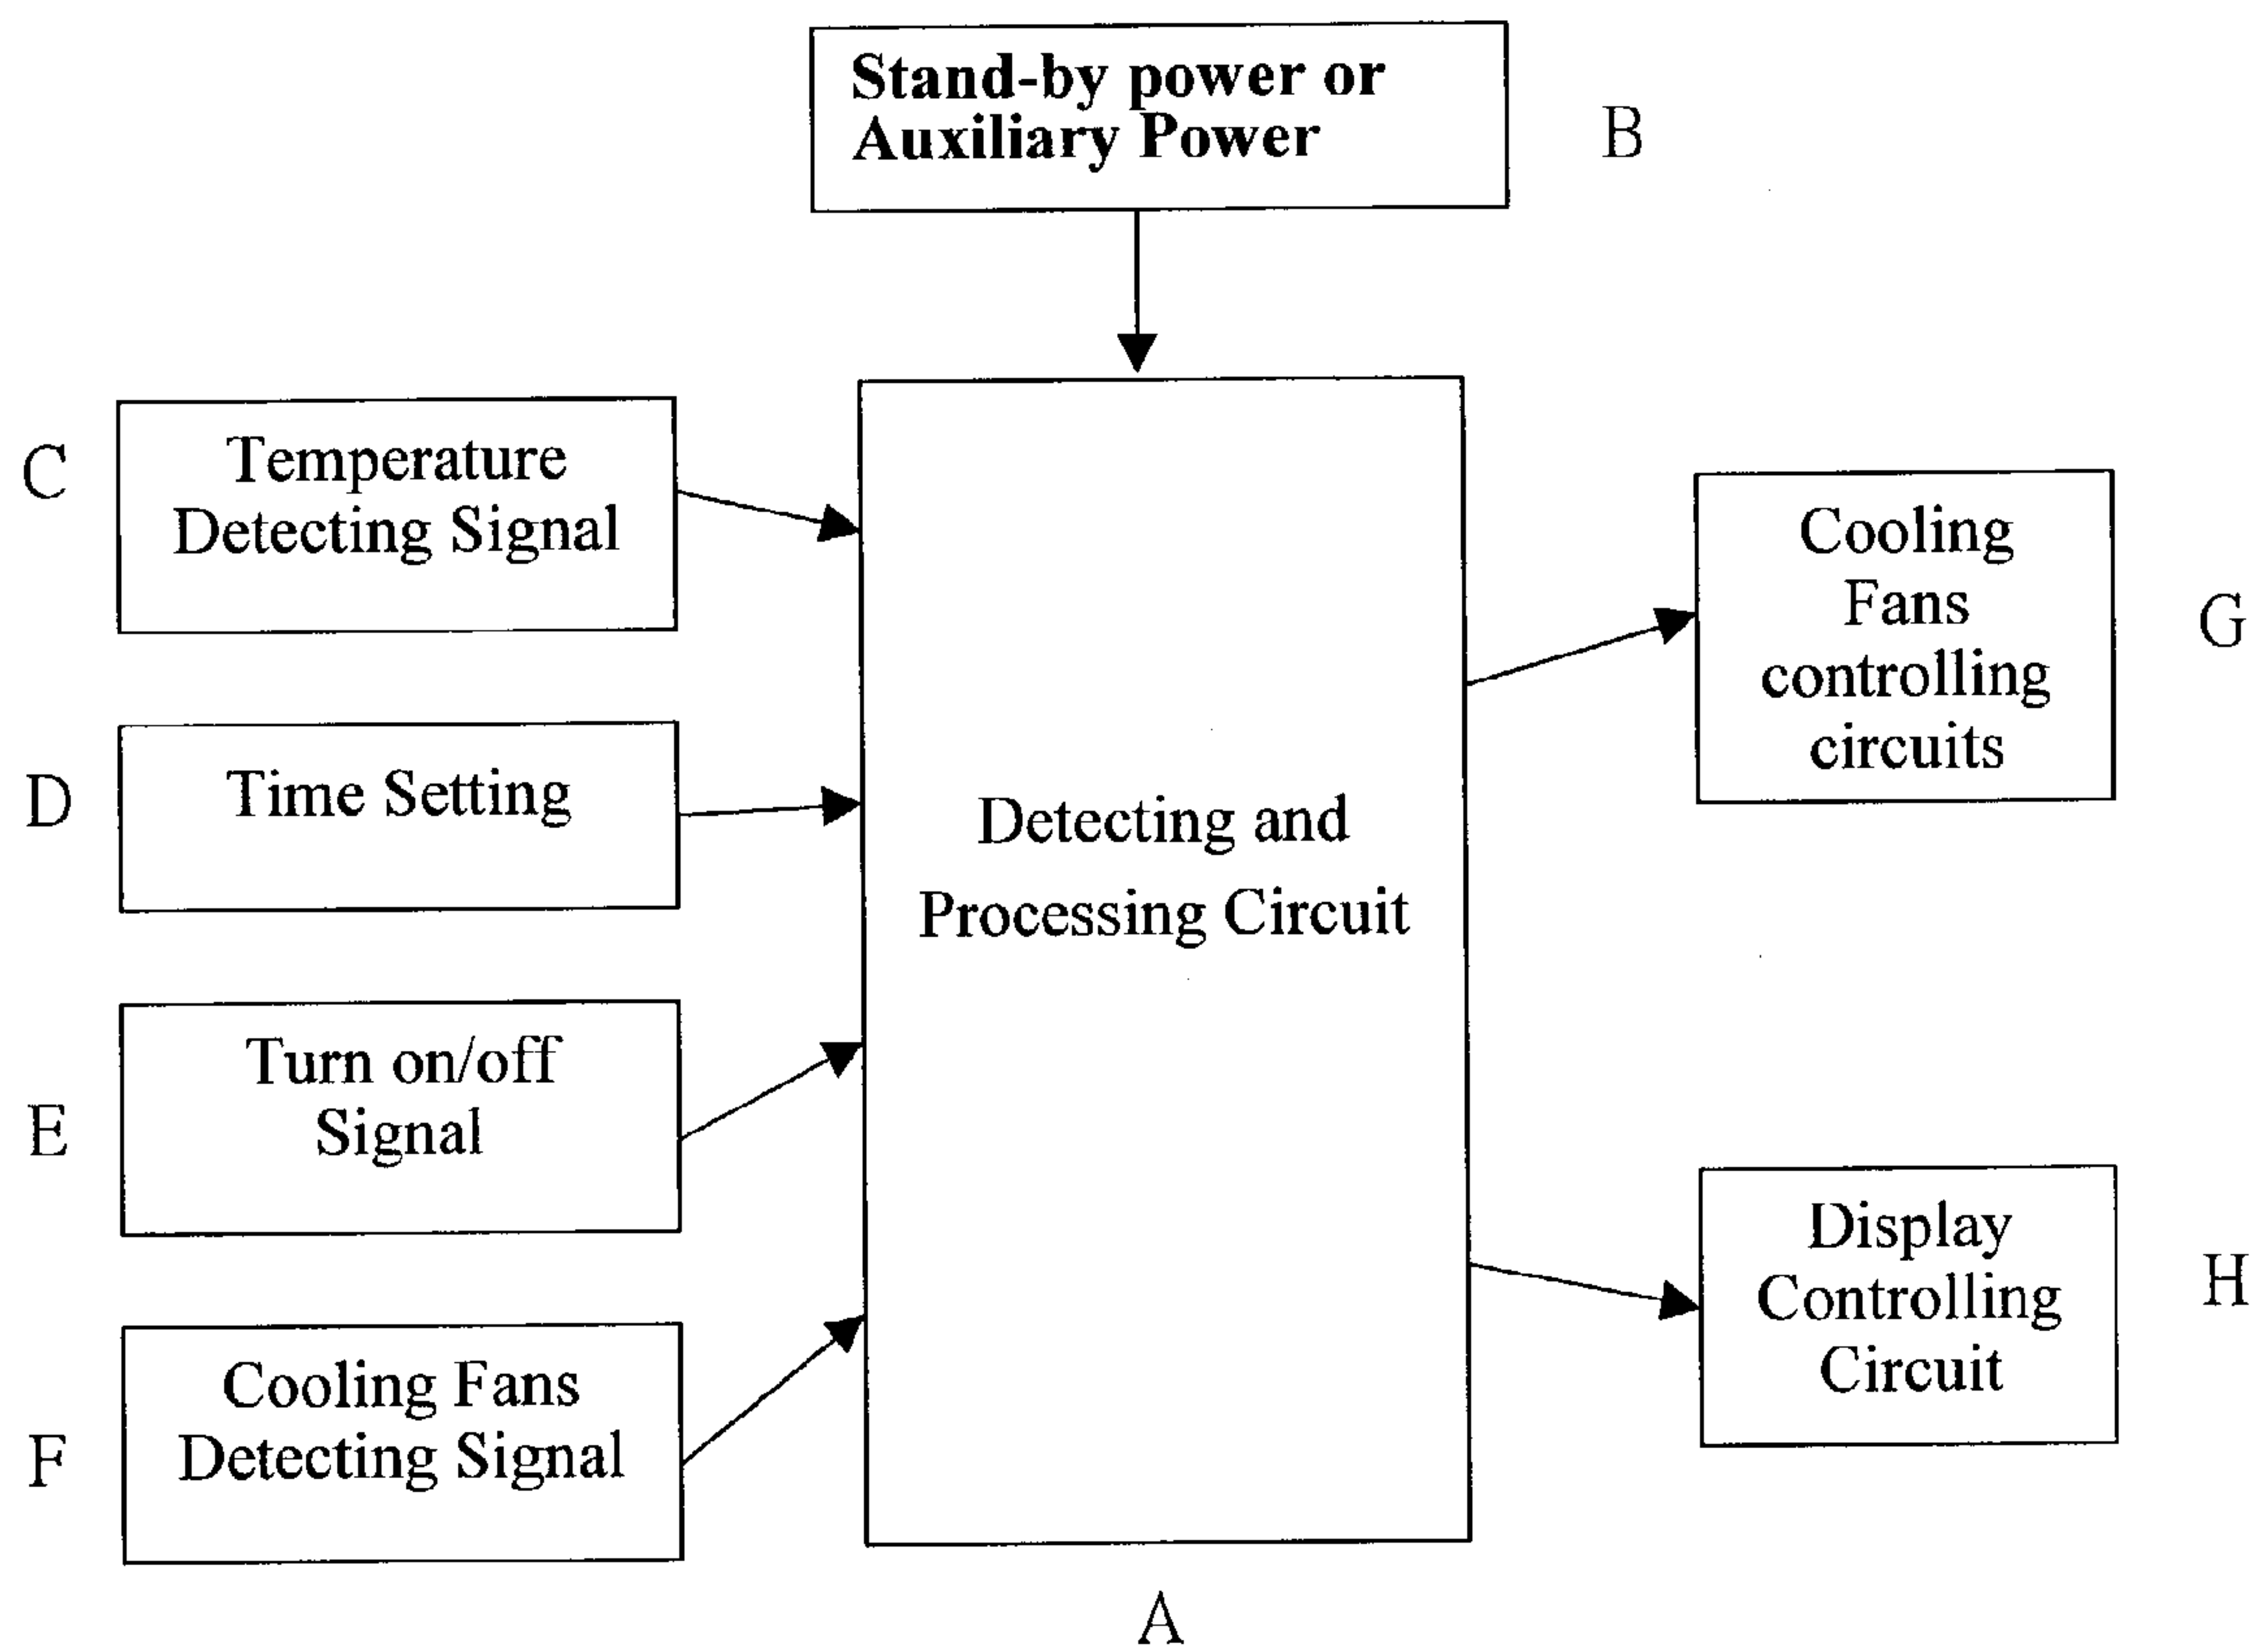 Stand-by power or
Auxiliary Power
B
C
Temperature
Detecting Signal
D
Time Setting
E
Turn on/off
Signal
F
Cooling Fans
Detecting Signal
Detecting and
Processing Circuit
A
Cooling
Fans
controlling
circuits
G
Display
Controlling
Circuit
H